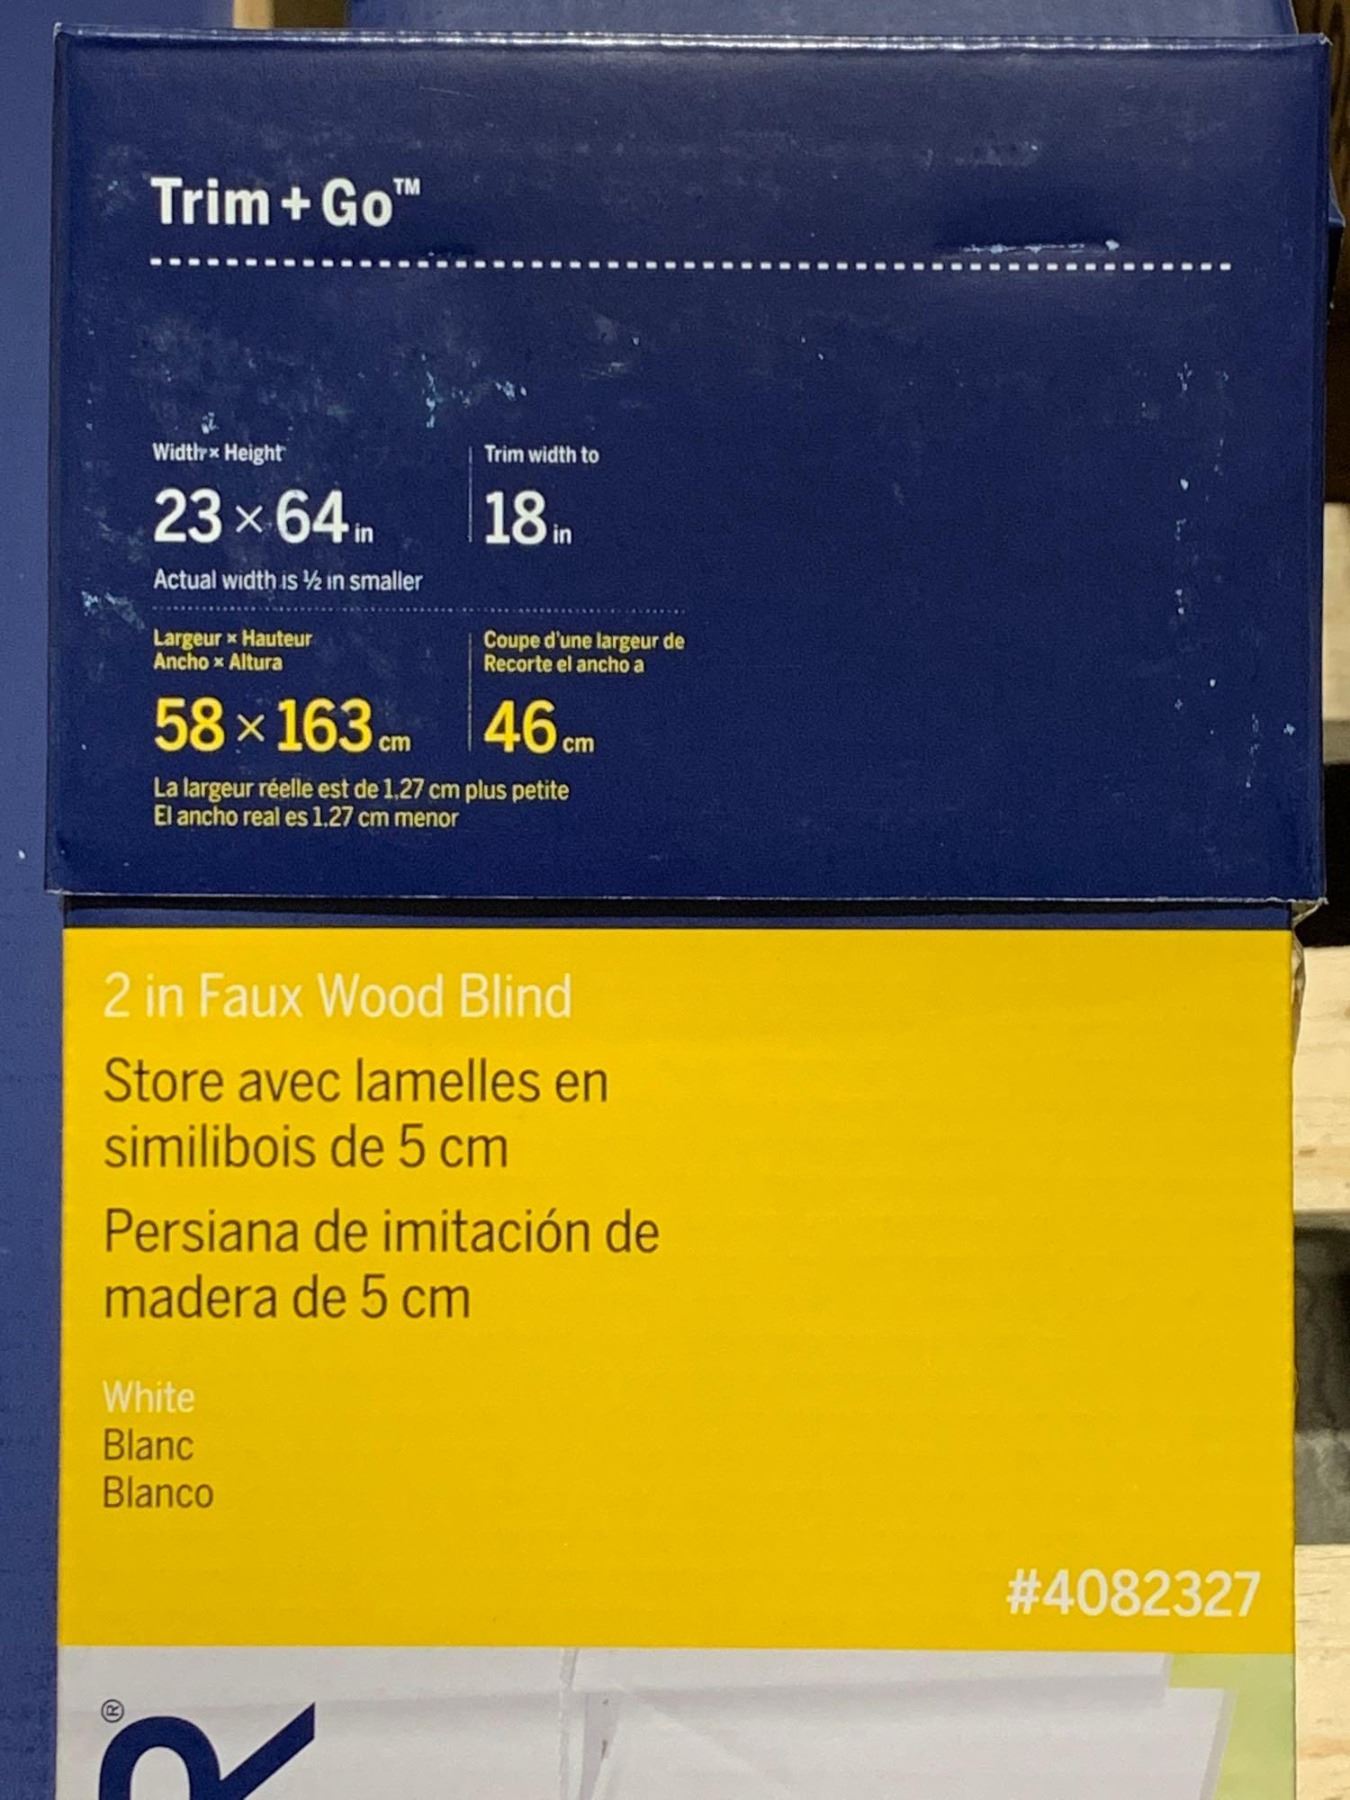 Trim + Go™
Width × Height
Trim width to
23 × 64 in
18 in
Actual width is ½ in smaller
Largeur × Hauteur
Ancho × Altura
Coupe d'une largeur de
Recorte el ancho a
58 × 163 cm
46 cm
La largeur réelle est de 1,27 cm plus petite
El ancho real es 1,27 cm menor
2 in Faux Wood Blind
Store avec lamelles en
similibois de 5 cm
Persiana de imitación de
madera de 5 cm
White
Blanc
Blanco
#4082327
R®